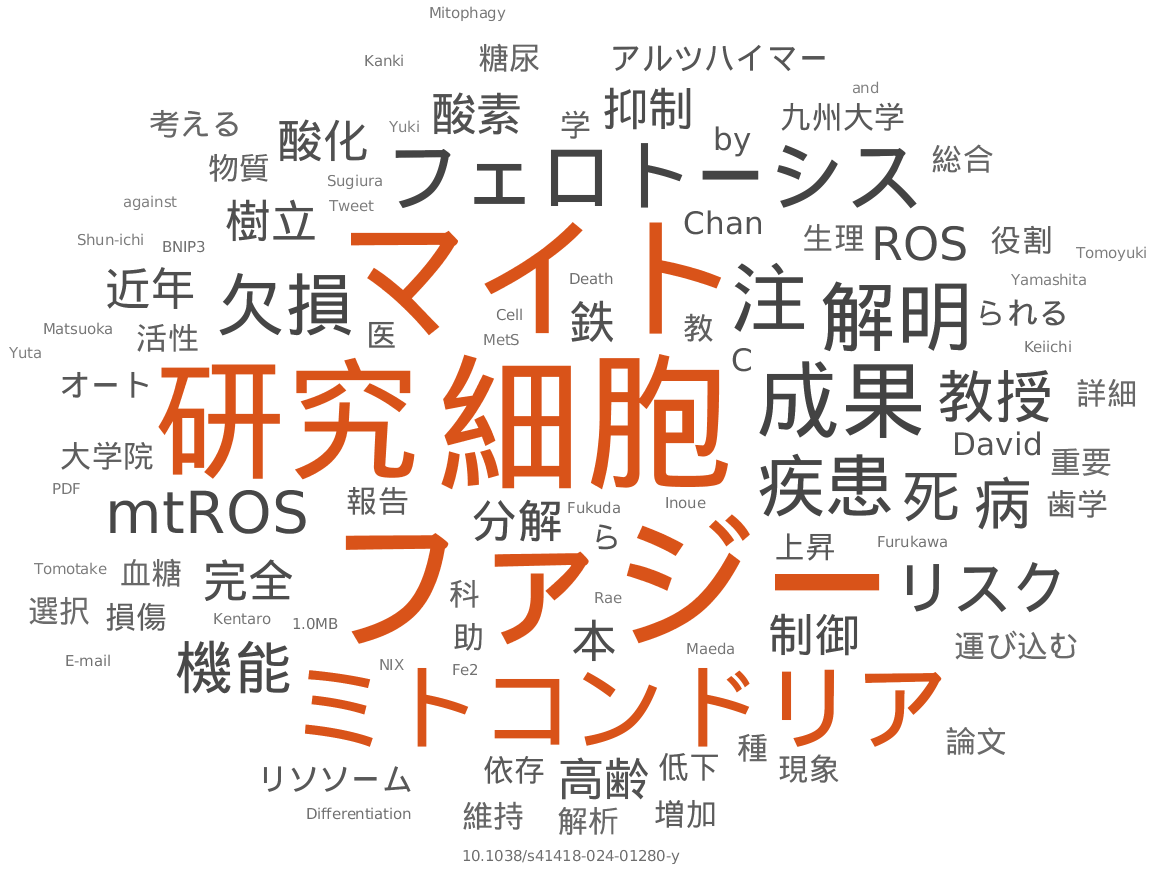 Mitophagy
Kanki
糖尿
アルツハイマー
and
酸素
抑制
九州大学
考える
酸化
Yuki
学
by
物質
フェロトーシス
総合
Sugiura
against
樹立
Tweet
Chan
Shun-ichi
BNIP3
マイト
生理
ROS
役割
Tomoyuki
近年
欠損
Death
注
解明
Yamashita
Cell
られる
Matsuoka
活性
医
MetS
鉄
教
Yuta
Keiichi
オート
研究
細胞
C
成果
教授
詳細
大学院
David
重要
PDF
疾患
死
病
歯学
mtROS
報告
分解
Fukuda
Inoue
ら
上昇
Furukawa
Tomotake
血糖
完全
ファジー
リスク
選択
損傷
Kentaro
1.0MB
科
Rae
助
本
制御
E-mail
機能
NIX
Fe2
Maeda
運び込む
ミトコンドリア
論文
リソソーム
依存
高齢
低下
種
現象
Differentiation
維持
解析
増加
10.1038/s41418-024-01280-y